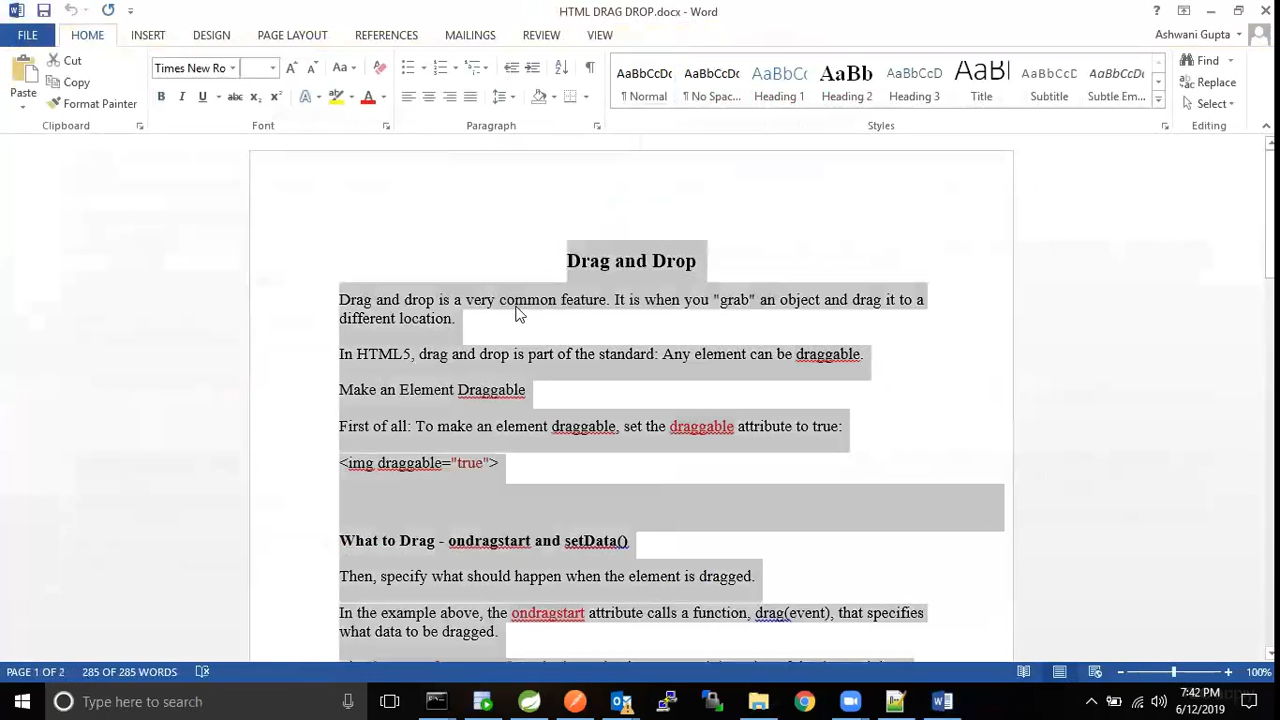 HTML DRAG DROP.docx - Word
FILE HOME INSERT DESIGN PAGE LAYOUT REFERENCES MAILINGS REVIEW VIEW Ashwani Gupta
Paste
Cut
Copy
Format Painter
Clipboard
Times New Ro
Font
Paragraph
AaBbCcDc AaBbCcDc AaBbCc AaBb AaBbCcDc AaBb AaBbCcDc AaBbCcDc
¶ Normal ¶ No Spac... Heading 1 Heading 2 Heading 3 Title Subtitle Subtle Em...
Styles
Find
Replace
Select
Editing
Drag and Drop
Drag and drop is a very common feature. It is when you "grab" an object and drag it to a
different location.
In HTML5, drag and drop is part of the standard: Any element can be draggable.
Make an Element Draggable
First of all: To make an element draggable, set the draggable attribute to true:
<img draggable="true">
What to Drag - ondragstart and setData()
Then, specify what should happen when the element is dragged.
In the example above, the ondragstart attribute calls a function, drag(event), that specifies
what data to be dragged.
PAGE 1 OF 2 285 OF 285 WORDS 100%
Type here to search
7:42 PM
6/12/2019